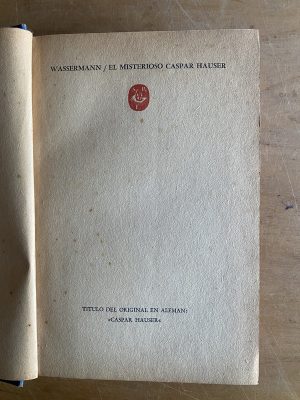 WASSERMANN / EL MISTERIOSO CASPAR HAUSER
TITULO DEL ORIGINAL EN ALEMAN:
«CASPAR HAUSER«